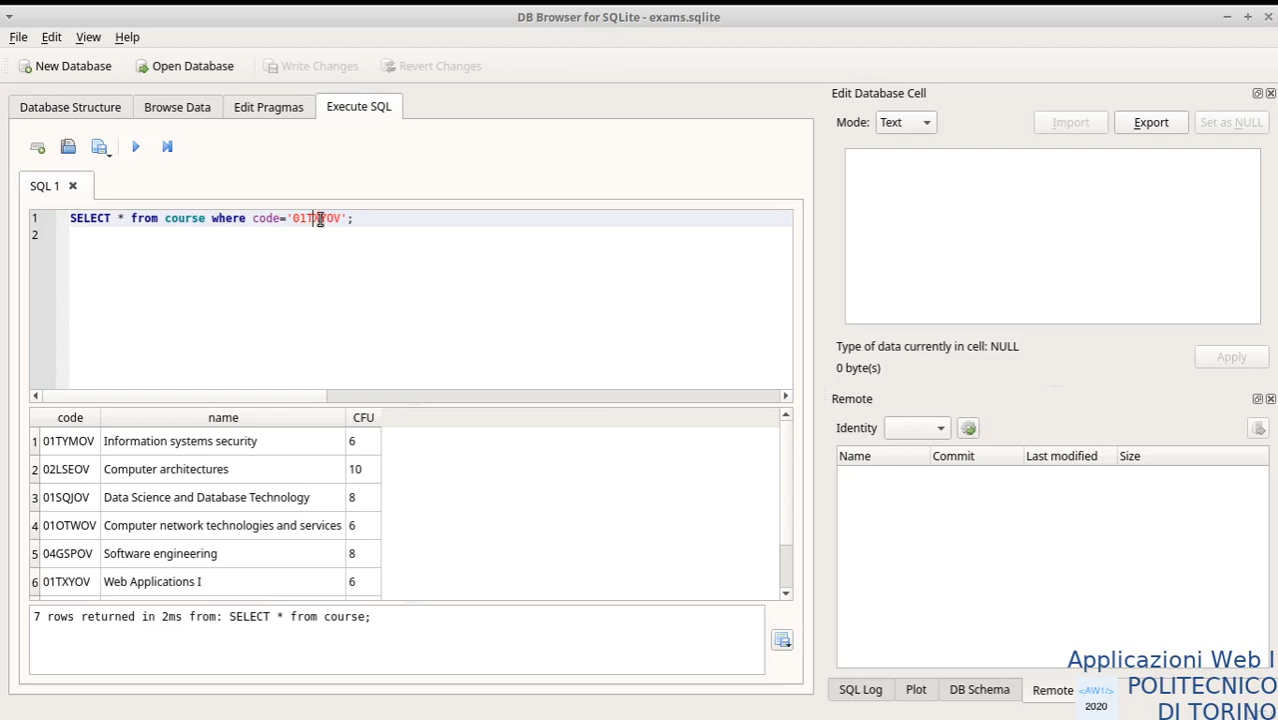 DB Browser for SQLite - exams.sqlite
File Edit View Help
New Database Open Database Write Changes Revert Changes
Database Structure Browse Data Edit Pragmas Execute SQL
SQL 1
1 SELECT * from course where code='01TXYOV';
2
code name CFU
1 01TYMOV Information systems security 6
2 02LSEOV Computer architectures 10
3 01SQJOV Data Science and Database Technology 8
4 01OTWOV Computer network technologies and services 6
5 04GSPOV Software engineering 8
6 01TXYOV Web Applications I 6
7 rows returned in 2ms from: SELECT * from course;
Edit Database Cell
Mode: Text Import Export Set as NULL
Type of data currently in cell: NULL
0 byte(s)
Apply
Remote
Identity
Name Commit Last modified Size
SQL Log Plot DB Schema Remote
Applicazioni Web I
<AW1/> POLITECNICO
2020 DI TORINO